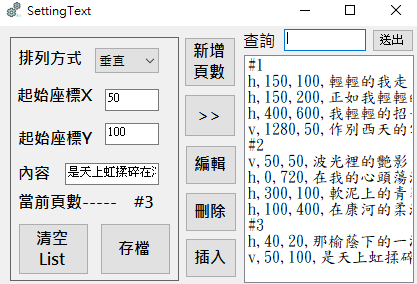 SettingText
排列方式
垂直
起始座標X
50
起始座標Y
100
內容
是天上虹揉碎在
當前頁數-----
#3
清空
List
存檔
新增
頁數
>>
編輯
刪除
插入
查詢
送出
#1
h,150,100,輕輕的我走
h,150,200,正如我輕輕
h,400,600,我輕輕的招
v,1280,50,作別西天的
#2
v,50,50,波光裡的艷影
h,0,720,在我的心頭蕩
h,300,100,軟泥上的青
h,100,400,在康河的柔
#3
h,40,20,那榆蔭下的一
v,50,100,是天上虹揉碎